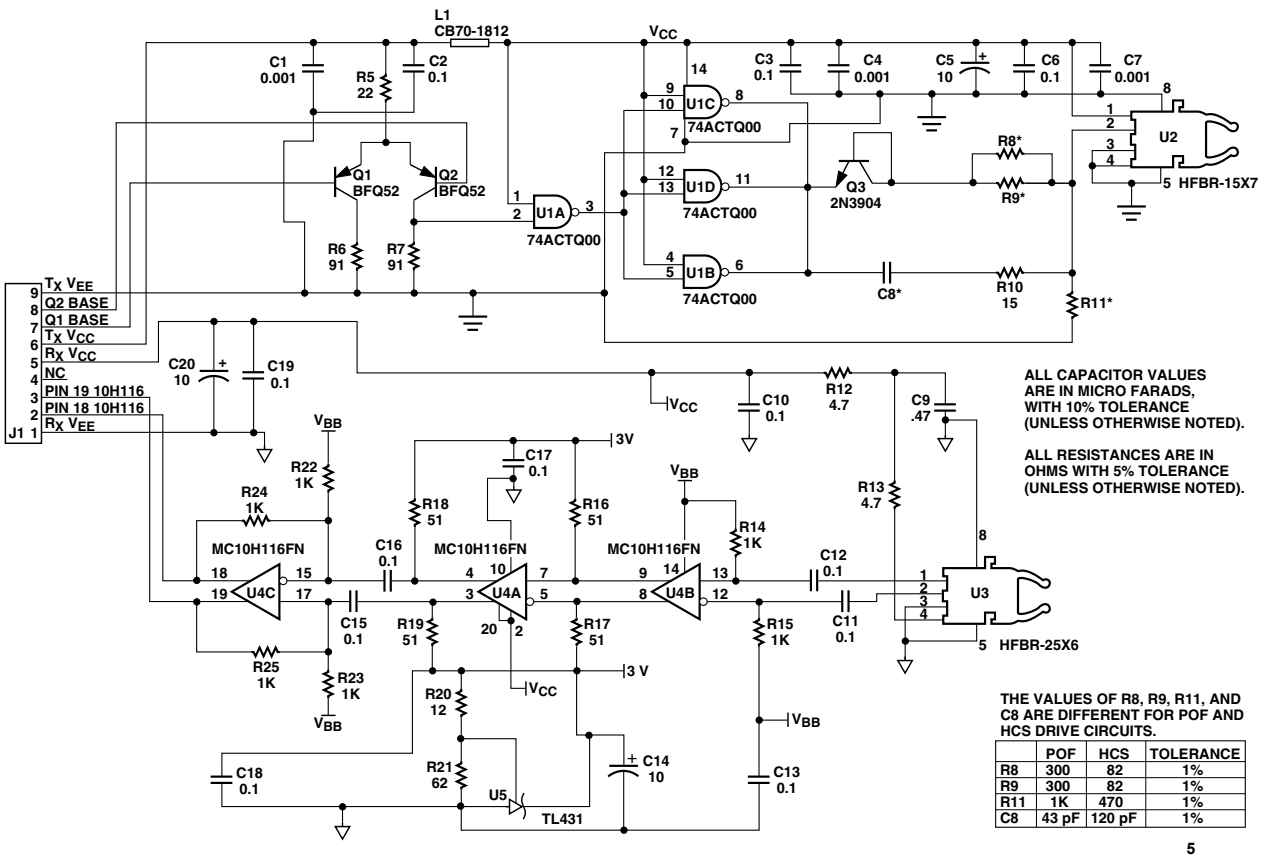 L1
CB70-1812
VCC
C1
0.001
R5
22
C2
0.1
C3
0.1
C4
0.001
C5
10
+
C6
0.1
C7
0.001
14
9
10
U1C
8
74ACTQ00
7
8
1
2
3
4
5
U2
HFBR-15X7
Q1
BFQ52
Q2
BFQ52
12
13
U1D
11
74ACTQ00
Q3
2N3904
R8*
R9*
1
2
U1A
3
74ACTQ00
R6
91
R7
91
4
5
U1B
6
74ACTQ00
C8*
R10
15
R11*
TX VEE
9
Q2 BASE
8
Q1 BASE
7
TX VCC
6
RX VCC
5
NC
4
PIN 19 10H116
3
PIN 18 10H116
2
RX VEE
J1 1
C20
10
+
C19
0.1
VCC
C10
0.1
R12
4.7
C9
.47
ALL CAPACITOR VALUES
ARE IN MICRO FARADS,
WITH 10% TOLERANCE
(UNLESS OTHERWISE NOTED).
ALL RESISTANCES ARE IN
OHMS WITH 5% TOLERANCE
(UNLESS OTHERWISE NOTED).
VBB
R22
1K
R24
1K
C17
0.1
3V
R18
51
R16
51
VBB
R14
1K
R13
4.7
8
MC10H116FN
18
19
U4C
15
17
C16
0.1
C15
0.1
MC10H116FN
10
4
3
U4A
7
5
20
2
MC10H116FN
14
9
8
U4B
13
12
C12
0.1
C11
0.1
1
2
3
4
5
U3
HFBR-25X6
R19
51
R17
51
R15
1K
R25
1K
R23
1K
VBB
VCC
3 V
R20
12
VBB
R21
62
C18
0.1
U5
TL431
+
C14
10
C13
0.1
THE VALUES OF R8, R9, R11, AND
C8 ARE DIFFERENT FOR POF AND
HCS DRIVE CIRCUITS.
POF HCS TOLERANCE
R8 300 82 1%
R9 300 82 1%
R11 1K 470 1%
C8 43 pF 120 pF 1%
5